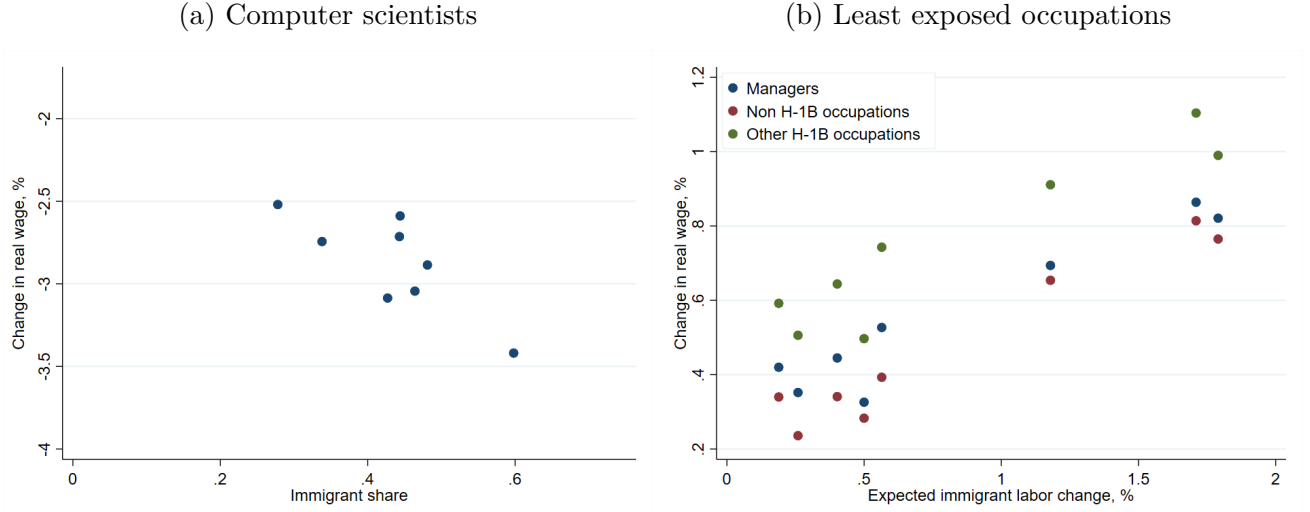 (a) Computer scientists
-2
-2.5
-3
-3.5
-4
Change in real wage, %
0 .2 .4 .6
Immigrant share
(b) Least exposed occupations
Managers
Non H-1B occupations
Other H-1B occupations
1.2
1
.8
.6
.4
.2
Change in real wage, %
0 .5 1 1.5 2
Expected immigrant labor change, %